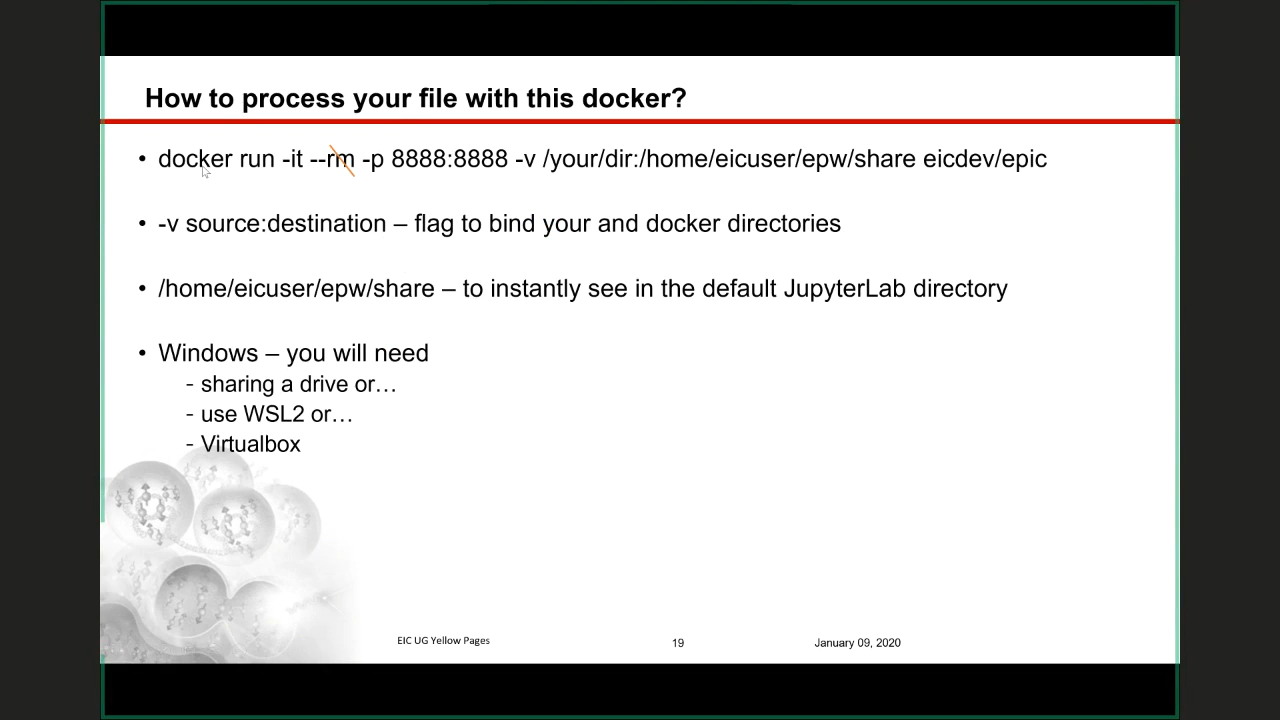 How to process your file with this docker?
• docker run -it --rm -p 8888:8888 -v /your/dir:/home/eicuser/epw/share eicdev/epic
• -v source:destination – flag to bind your and docker directories
• /home/eicuser/epw/share – to instantly see in the default JupyterLab directory
• Windows – you will need
- sharing a drive or…
- use WSL2 or…
- Virtualbox
EIC UG Yellow Pages
19
January 09, 2020